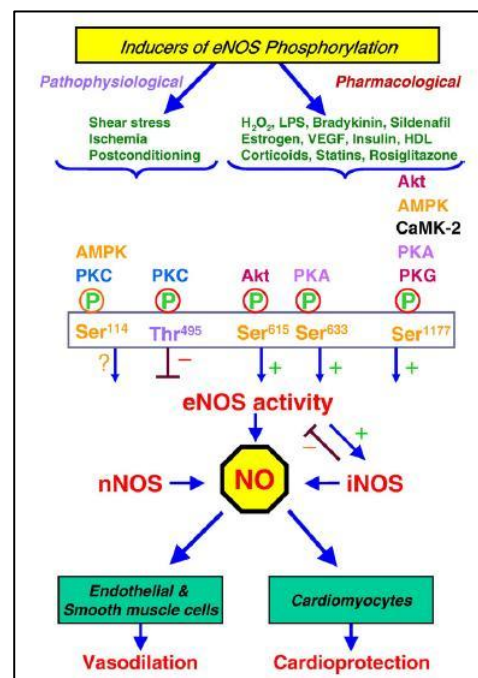 Inducers of eNOS Phosphorylation
Pathophysiological Pharmacological
Shear stress
Ischemia
Postconditioning
H₂O₂, LPS, Bradykinin, Sildenafil
Estrogen, VEGF, Insulin, HDL
Corticoids, Statins, Rosiglitazone
Akt
AMPK
CaMK-2
AMPK PKA
PKC PKC Akt PKA PKG
P P P P P
Ser¹¹⁴ Thr⁴⁹⁵ Ser⁶¹⁵ Ser⁶³³ Ser¹¹⁷⁷
? − + + +
eNOS activity
− +
nNOS NO iNOS
Endothelial &
Smooth muscle cells
Cardiomyocytes
Vasodilation Cardioprotection